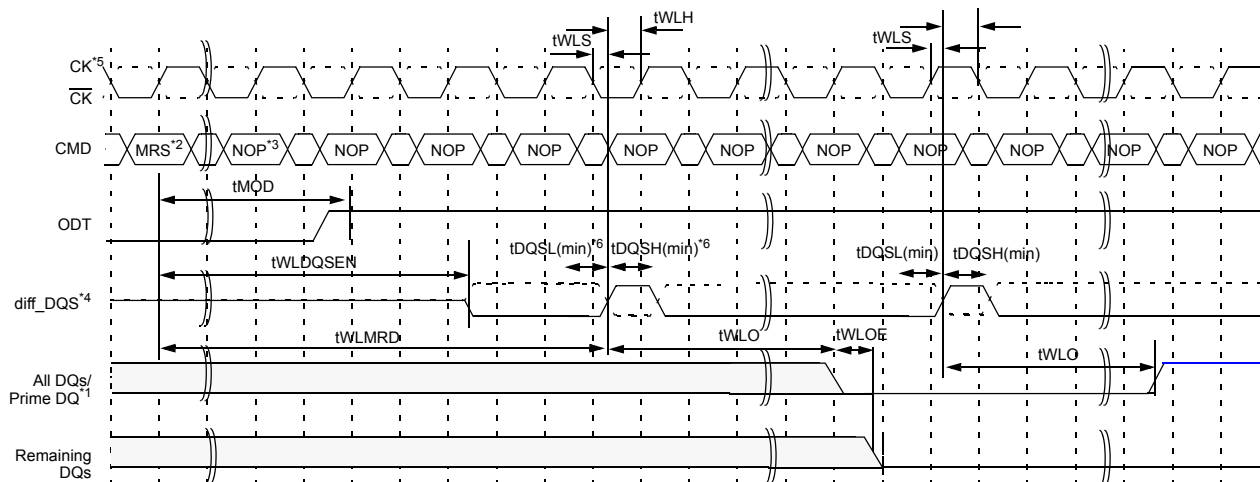 tWLH
tWLS
tWLS
CK*5
CK
CMD
MRS*2
NOP*3
NOP
NOP
NOP
NOP
NOP
NOP
NOP
NOP
NOP
NOP
tMOD
ODT
tWLDQSEN
tDQSL(min)*6
tDQSH(min)*6
tDQSL(min)
tDQSH(min)
diff_DQS*4
tWLMRD
tWLO
tWLOE
tWLO
All DQs/
Prime DQ*1
Remaining
DQs